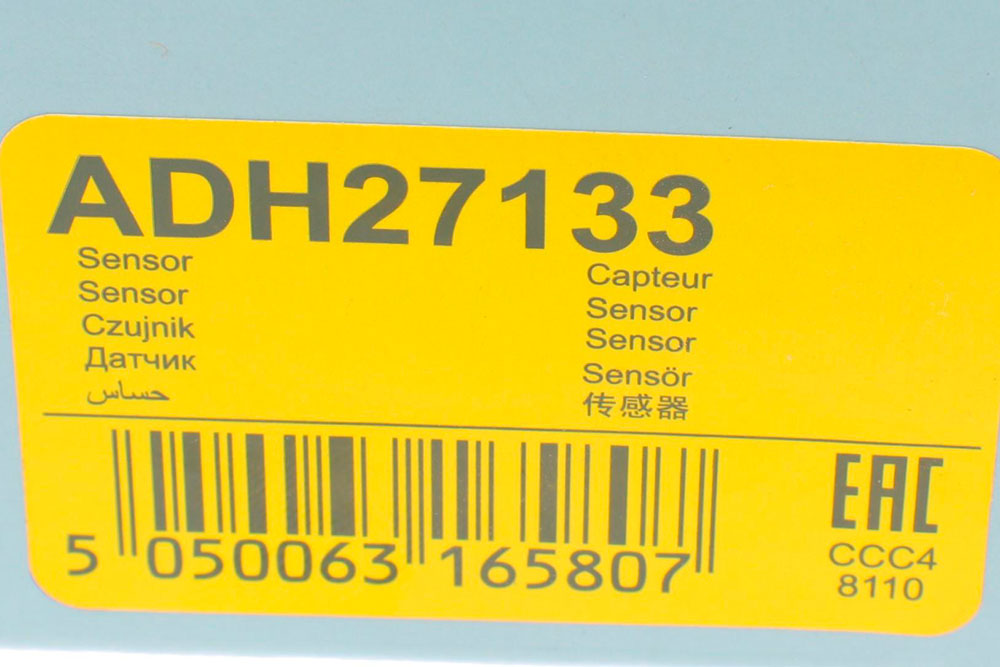 ADH27133
Sensor
Sensor
Czujnik
Датчик
حساس
Capteur
Sensor
Sensor
Sensör
传感器
5 050063 165807
EAC
CCC4
8110